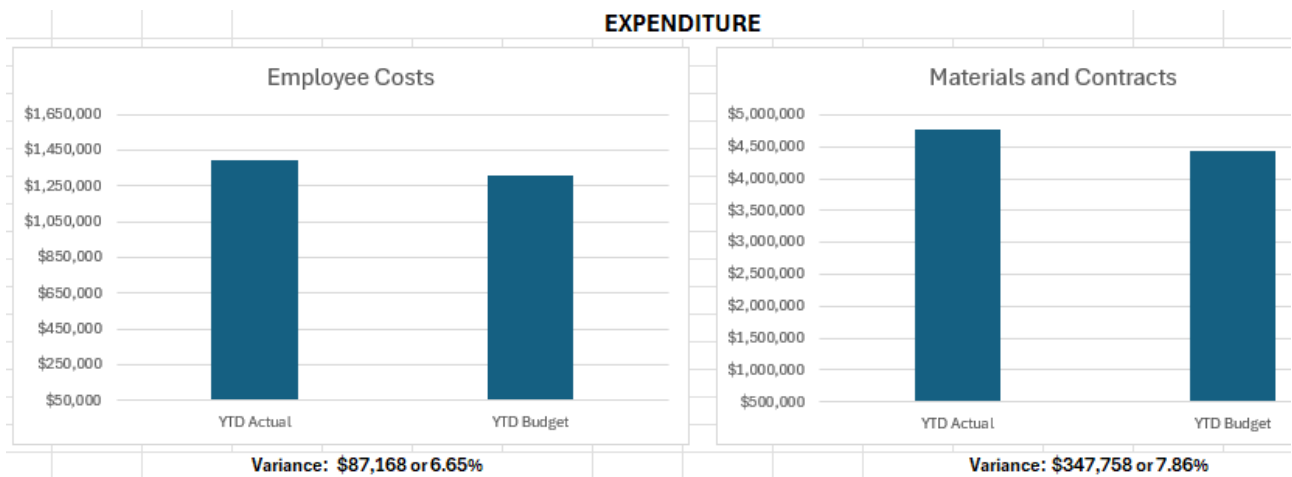 EXPENDITURE
Employee Costs
$1,650,000
$1,450,000
$1,250,000
$1,050,000
$850,000
$650,000
$450,000
$250,000
$50,000
YTD Actual YTD Budget
Variance: $87,168 or 6.65%
Materials and Contracts
$5,000,000
$4,500,000
$4,000,000
$3,500,000
$3,000,000
$2,500,000
$2,000,000
$1,500,000
$1,000,000
$500,000
YTD Actual YTD Budget
Variance: $347,758 or 7.86%